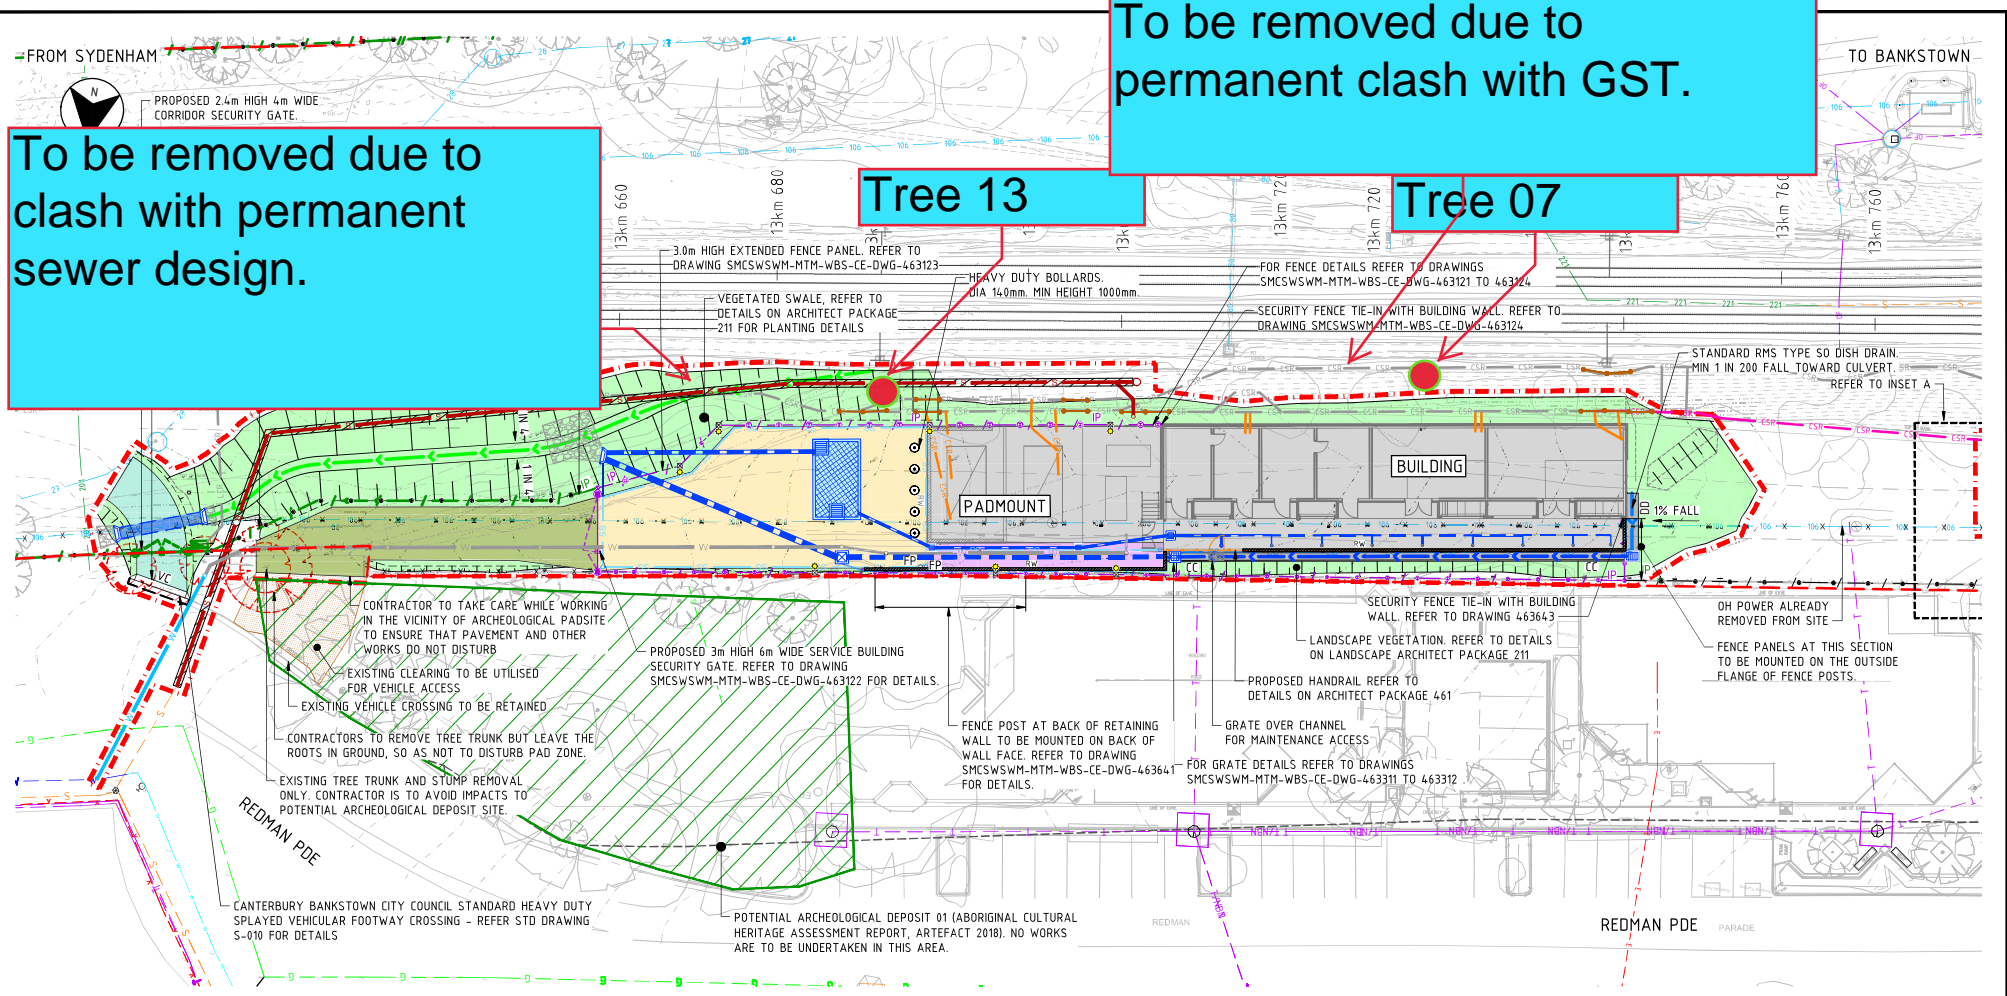 To be removed due to
permanent clash with GST.
FROM SYDENHAM
TO BANKSTOWN
N
PROPOSED 2.4m HIGH 4m WIDE
CORRIDOR SECURITY GATE.
To be removed due to
clash with permanent
sewer design.
Tree 13
Tree 07
13km 660
13km 680
13km 720
13km 720
13km 760
13km 760
3.0m HIGH EXTENDED FENCE PANEL. REFER TO
DRAWING SMCSWSWM-MTM-WBS-CE-DWG-463123
HEAVY DUTY BOLLARDS.
DIA 140mm. MIN HEIGHT 1000mm.
FOR FENCE DETAILS REFER TO DRAWINGS
SMCSWSWM-MTM-WBS-CE-DWG-463121 TO 463124
VEGETATED SWALE, REFER TO
DETAILS ON ARCHITECT PACKAGE
211 FOR PLANTING DETAILS
SECURITY FENCE TIE-IN WITH BUILDING WALL. REFER TO
DRAWING SMCSWSWM-MTM-WBS-CE-DWG-463124
STANDARD RMS TYPE SO DISH DRAIN.
MIN 1 IN 200 FALL TOWARD CULVERT.
REFER TO INSET A
1 IN 4
1 IN 4
BUILDING
PADMOUNT
1% FALL
FP
FP
RW
RW
CC
CC
VC
CONTRACTOR TO TAKE CARE WHILE WORKING
IN THE VICINITY OF ARCHEOLOGICAL PADSITE
TO ENSURE THAT PAVEMENT AND OTHER
WORKS DO NOT DISTURB
EXISTING CLEARING TO BE UTILISED
FOR VEHICLE ACCESS
EXISTING VEHICLE CROSSING TO BE RETAINED
CONTRACTORS TO REMOVE TREE TRUNK BUT LEAVE THE
ROOTS IN GROUND, SO AS NOT TO DISTURB PAD ZONE.
EXISTING TREE TRUNK AND STUMP REMOVAL
ONLY. CONTRACTOR IS TO AVOID IMPACTS TO
POTENTIAL ARCHEOLOGICAL DEPOSIT SITE.
PROPOSED 3m HIGH 6m WIDE SERVICE BUILDING
SECURITY GATE. REFER TO DRAWING
SMCSWSWM-MTM-WBS-CE-DWG-463122 FOR DETAILS.
SECURITY FENCE TIE-IN WITH BUILDING
WALL. REFER TO DRAWING 463643
LANDSCAPE VEGETATION. REFER TO DETAILS
ON LANDSCAPE ARCHITECT PACKAGE 211
OH POWER ALREADY
REMOVED FROM SITE
FENCE PANELS AT THIS SECTION
TO BE MOUNTED ON THE OUTSIDE
FLANGE OF FENCE POSTS.
PROPOSED HANDRAIL REFER TO
DETAILS ON ARCHITECT PACKAGE 461
FENCE POST AT BACK OF RETAINING
WALL TO BE MOUNTED ON BACK OF
WALL FACE. REFER TO DRAWING
SMCSWSWM-MTM-WBS-CE-DWG-463641
FOR DETAILS.
GRATE OVER CHANNEL
FOR MAINTENANCE ACCESS
FOR GRATE DETAILS REFER TO DRAWINGS
SMCSWSWM-MTM-WBS-CE-DWG-463311 TO 463312
REDMAN PDE
CANTERBURY BANKSTOWN CITY COUNCIL STANDARD HEAVY DUTY
SPLAYED VEHICULAR FOOTWAY CROSSING - REFER STD DRAWING
S-010 FOR DETAILS
POTENTIAL ARCHEOLOGICAL DEPOSIT 01 (ABORIGINAL CULTURAL
HERITAGE ASSESSMENT REPORT, ARTEFACT 2018). NO WORKS
ARE TO BE UNDERTAKEN IN THIS AREA.
REDMAN
REDMAN PDE
PARADE